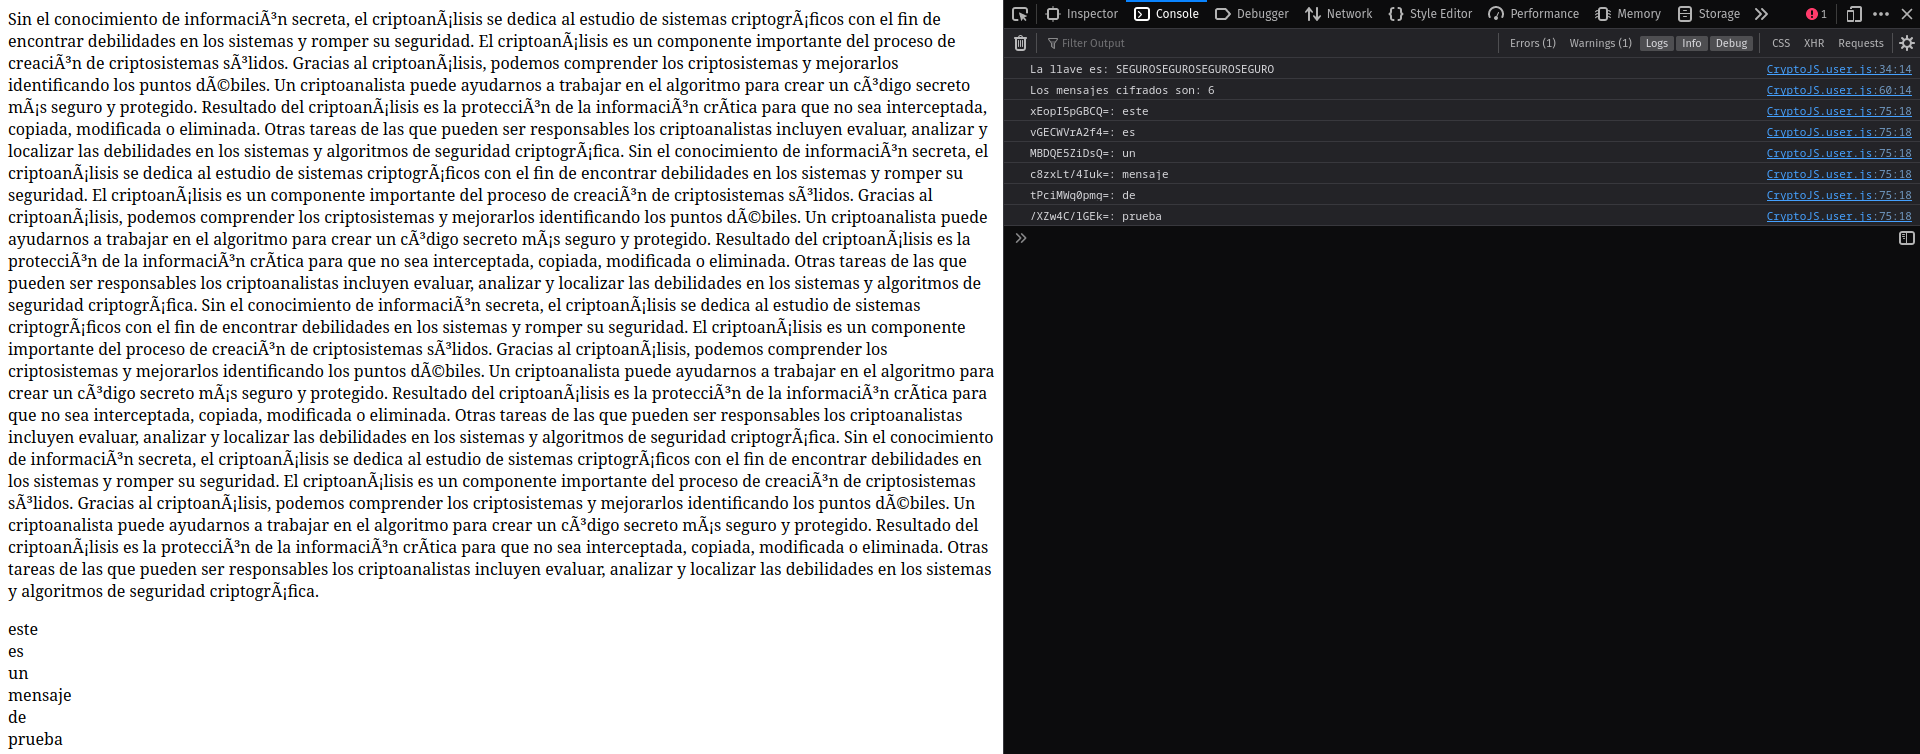 Sin el conocimiento de informaciÃ³n secreta, el criptoanÃ¡lisis se dedica al estudio de sistemas criptogrÃ¡ficos con el fin de
encontrar debilidades en los sistemas y romper su seguridad. El criptoanÃ¡lisis es un componente importante del proceso de
creaciÃ³n de criptosistemas sÃ³lidos. Gracias al criptoanÃ¡lisis, podemos comprender los criptosistemas y mejorarlos
identificando los puntos dÃ©biles. Un criptoanalista puede ayudarnos a trabajar en el algoritmo para crear un cÃ³digo secreto
mÃ¡s seguro y protegido. Resultado del criptoanÃ¡lisis es la protecciÃ³n de la informaciÃ³n crÃtica para que no sea interceptada,
copiada, modificada o eliminada. Otras tareas de las que pueden ser responsables los criptoanalistas incluyen evaluar, analizar y
localizar las debilidades en los sistemas y algoritmos de seguridad criptogrÃ¡fica. Sin el conocimiento de informaciÃ³n secreta, el
criptoanÃ¡lisis se dedica al estudio de sistemas criptogrÃ¡ficos con el fin de encontrar debilidades en los sistemas y romper su
seguridad. El criptoanÃ¡lisis es un componente importante del proceso de creaciÃ³n de criptosistemas sÃ³lidos. Gracias al
criptoanÃ¡lisis, podemos comprender los criptosistemas y mejorarlos identificando los puntos dÃ©biles. Un criptoanalista puede
ayudarnos a trabajar en el algoritmo para crear un cÃ³digo secreto mÃ¡s seguro y protegido. Resultado del criptoanÃ¡lisis es la
protecciÃ³n de la informaciÃ³n crÃtica para que no sea interceptada, copiada, modificada o eliminada. Otras tareas de las que
pueden ser responsables los criptoanalistas incluyen evaluar, analizar y localizar las debilidades en los sistemas y algoritmos de
seguridad criptogrÃ¡fica. Sin el conocimiento de informaciÃ³n secreta, el criptoanÃ¡lisis se dedica al estudio de sistemas
criptogrÃ¡ficos con el fin de encontrar debilidades en los sistemas y romper su seguridad. El criptoanÃ¡lisis es un componente
importante del proceso de creaciÃ³n de criptosistemas sÃ³lidos. Gracias al criptoanÃ¡lisis, podemos comprender los
criptosistemas y mejorarlos identificando los puntos dÃ©biles. Un criptoanalista puede ayudarnos a trabajar en el algoritmo para
crear un cÃ³digo secreto mÃ¡s seguro y protegido. Resultado del criptoanÃ¡lisis es la protecciÃ³n de la informaciÃ³n crÃtica para
que no sea interceptada, copiada, modificada o eliminada. Otras tareas de las que pueden ser responsables los criptoanalistas
incluyen evaluar, analizar y localizar las debilidades en los sistemas y algoritmos de seguridad criptogrÃ¡fica. Sin el conocimiento
de informaciÃ³n secreta, el criptoanÃ¡lisis se dedica al estudio de sistemas criptogrÃ¡ficos con el fin de encontrar debilidades en
los sistemas y romper su seguridad. El criptoanÃ¡lisis es un componente importante del proceso de creaciÃ³n de criptosistemas
sÃ³lidos. Gracias al criptoanÃ¡lisis, podemos comprender los criptosistemas y mejorarlos identificando los puntos dÃ©biles. Un
criptoanalista puede ayudarnos a trabajar en el algoritmo para crear un cÃ³digo secreto mÃ¡s seguro y protegido. Resultado del
criptoanÃ¡lisis es la protecciÃ³n de la informaciÃ³n crÃtica para que no sea interceptada, copiada, modificada o eliminada. Otras
tareas de las que pueden ser responsables los criptoanalistas incluyen evaluar, analizar y localizar las debilidades en los sistemas
y algoritmos de seguridad criptogrÃ¡fica.
este
es
un
mensaje
de
prueba
Inspector Console Debugger Network Style Editor Performance Memory Storage 1
Filter Output Errors (1) Warnings (1) Logs Info Debug CSS XHR Requests
La llave es: SEGUROSEGUROSEGUROSEGURO CryptoJS.user.js:34:14
Los mensajes cifrados son: 6 CryptoJS.user.js:60:14
xEopI5pGBCQ=: este CryptoJS.user.js:75:18
vGECWVrA2f4=: es CryptoJS.user.js:75:18
MBDQE5ZiDsQ=: un CryptoJS.user.js:75:18
c8zxLt/4Iuk=: mensaje CryptoJS.user.js:75:18
tPciMWq0pmq=: de CryptoJS.user.js:75:18
/XZw4C/lGEk=: prueba CryptoJS.user.js:75:18